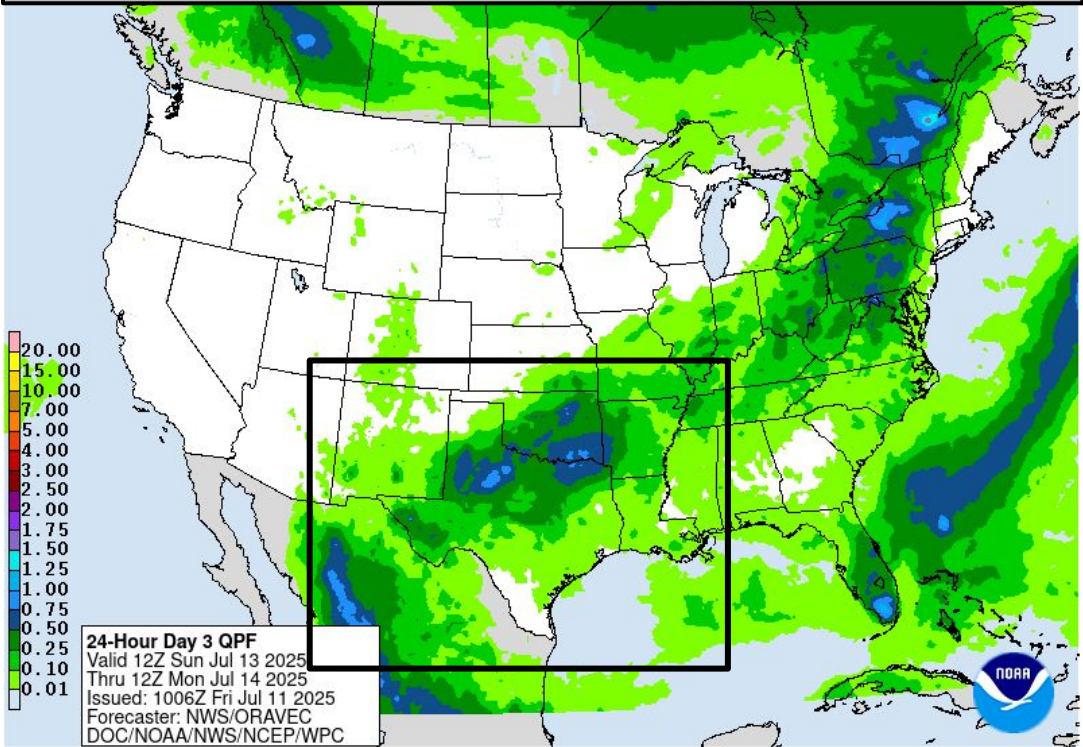 20.00
15.00
10.00
7.00
5.00
4.00
3.00
2.50
2.00
1.75
1.50
1.25
1.00
0.75
0.50
0.25
0.10
0.01
24-Hour Day 3 QPF
Valid 12Z Sun Jul 13 2025
Thru 12Z Mon Jul 14 2025
Issued: 1006Z Fri Jul 11 2025
Forecaster: NWS/ORAVEC
DOC/NOAA/NWS/NCEP/WPC
NOAA